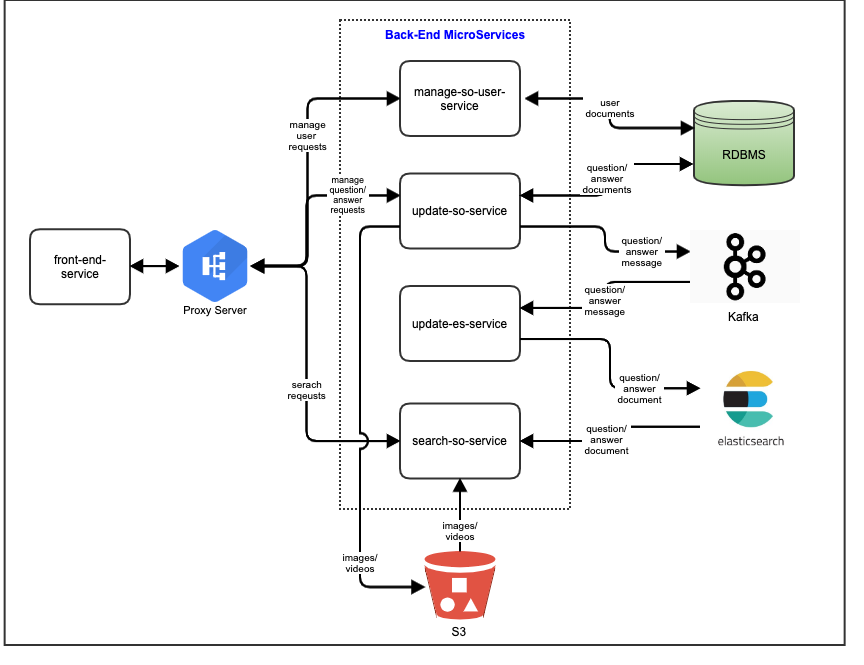 Back-End MicroServices
manage-so-user-
service
user
documents
manage
user
requests
RDBMS
question/
answer
documents
manage
question/
answer
requests
update-so-service
front-end-
service
Proxy Server
question/
answer
message
question/
answer
message
Kafka
update-es-service
serach
reqeusts
question/
answer
document
elasticsearch
search-so-service
question/
answer
document
images/
videos
images/
videos
S3